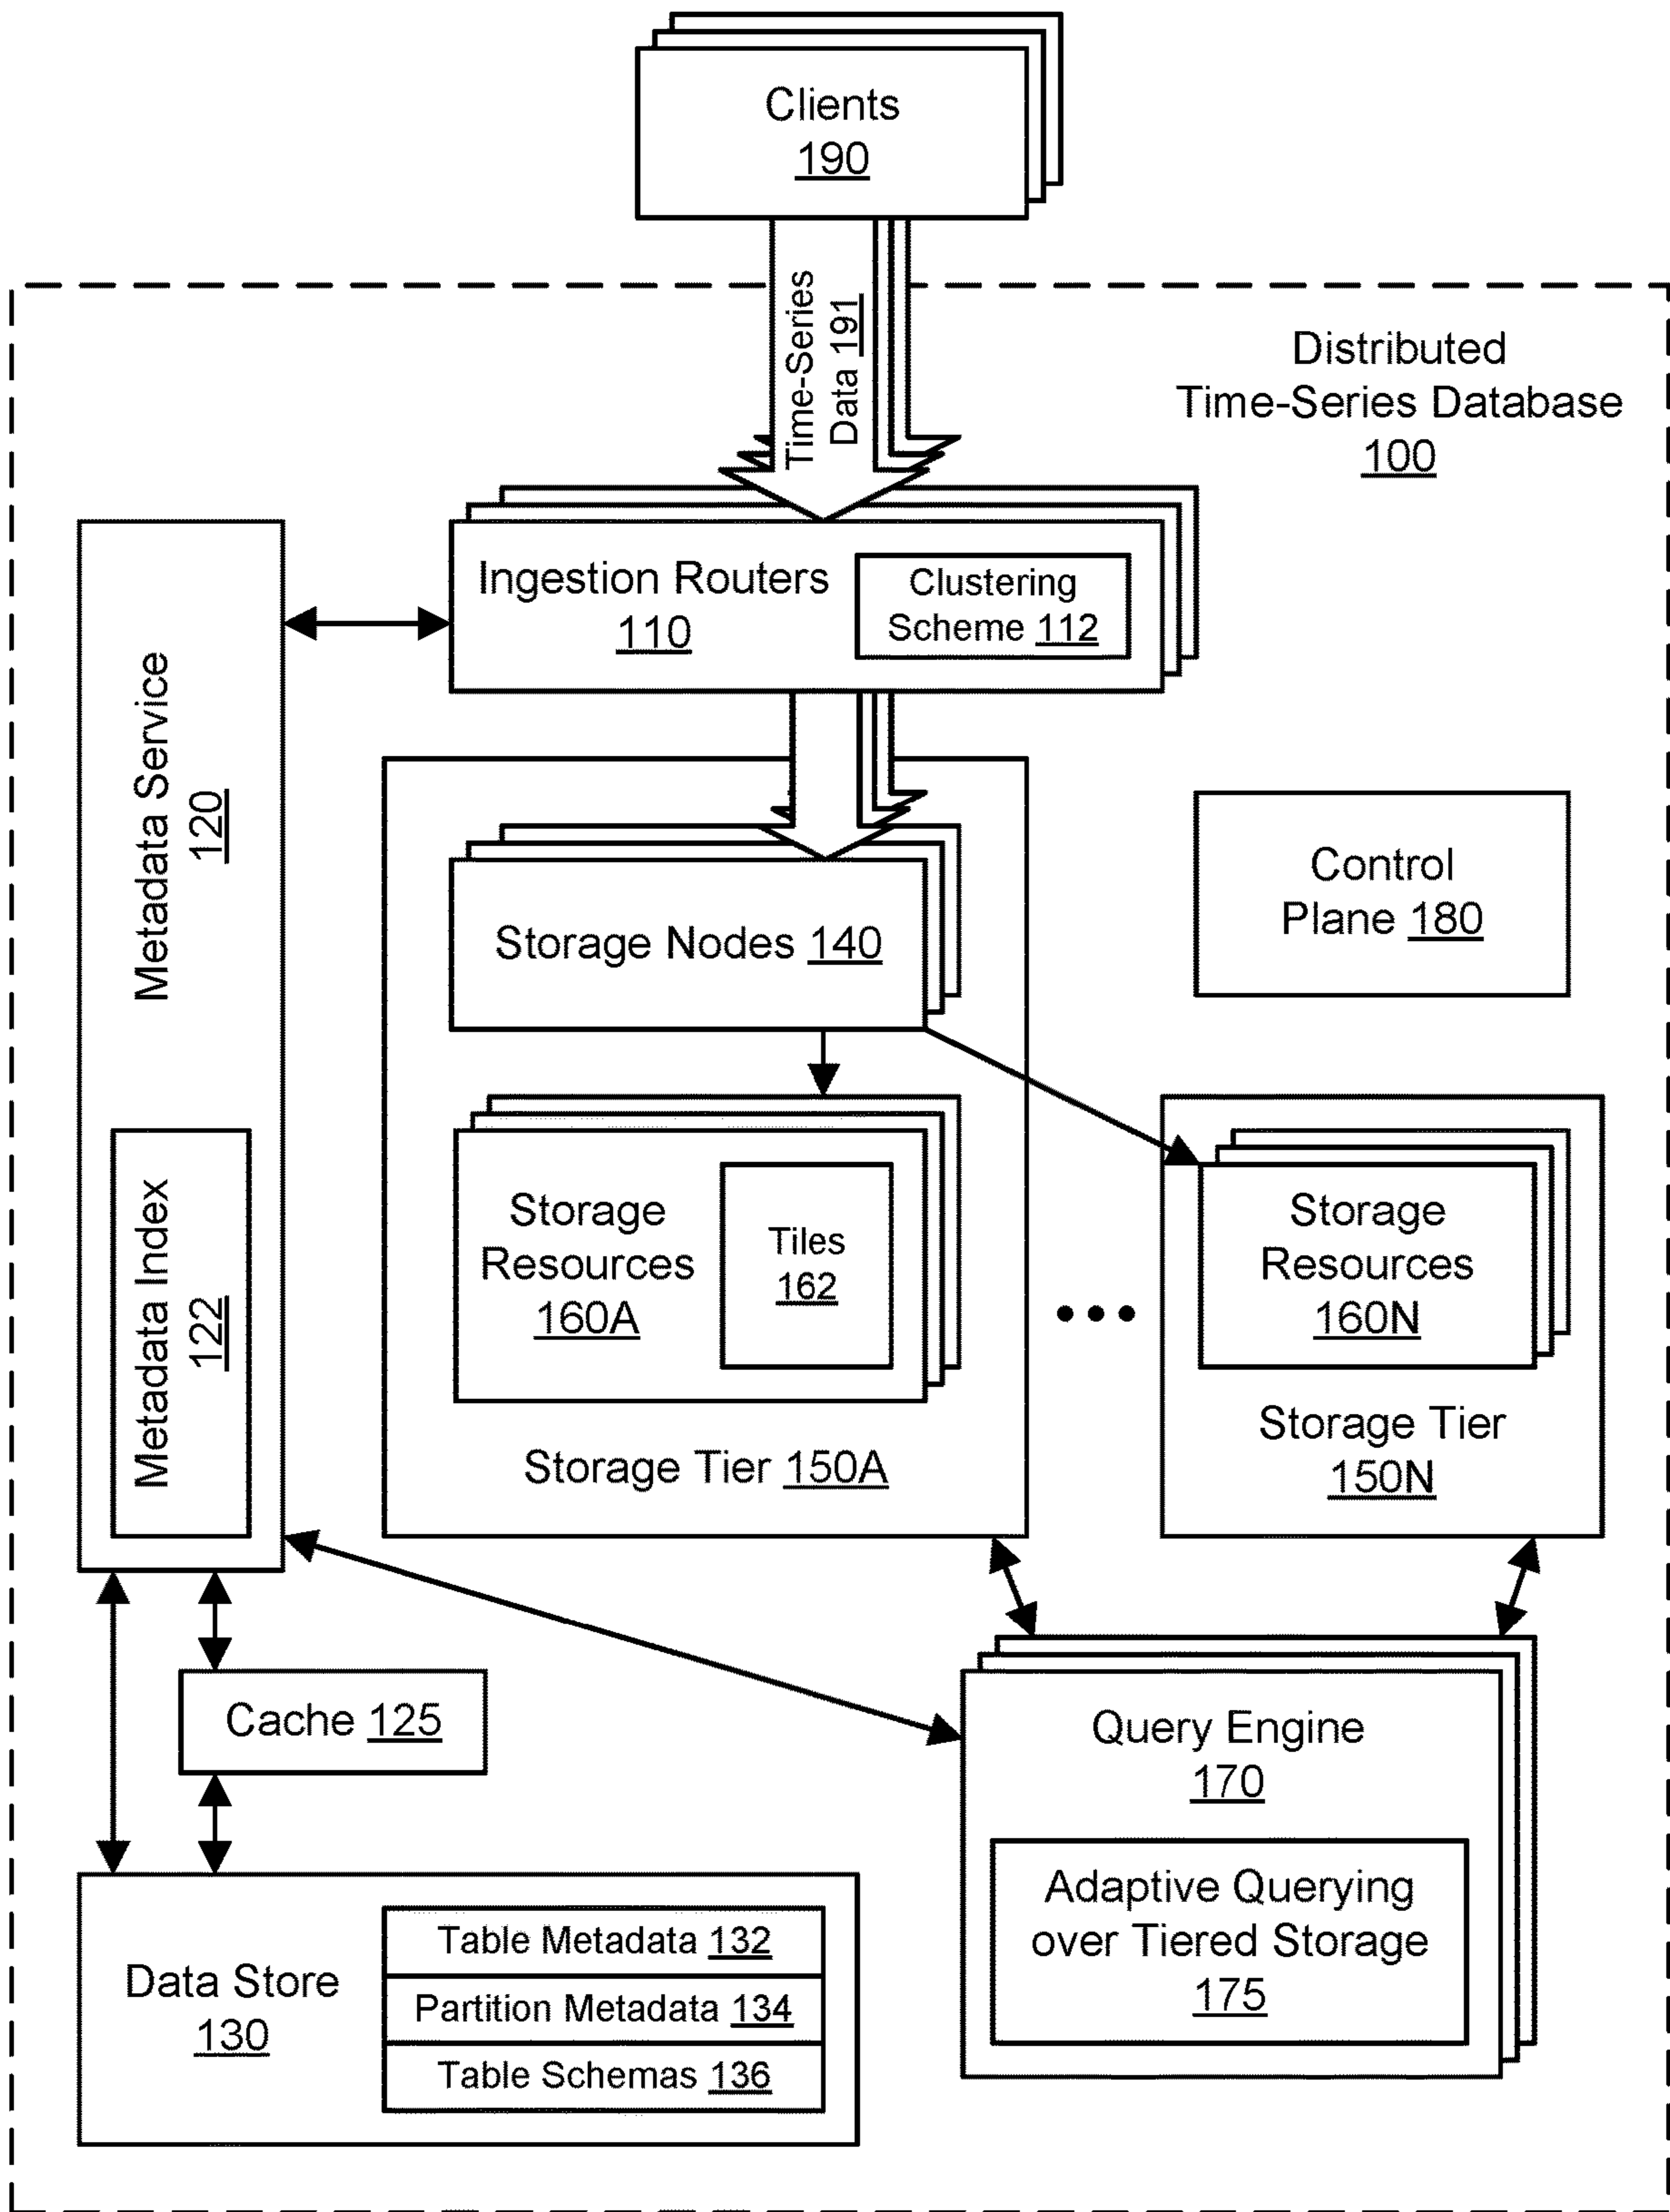 Clients
190
Time-Series
Data 191
Distributed
Time-Series Database
100
Ingestion Routers
110
Clustering
Scheme 112
Metadata Service
120
Metadata Index
122
Storage Nodes 140
Control
Plane 180
Storage
Resources
160A
Tiles
162
Storage Tier 150A
Storage
Resources
160N
Storage Tier
150N
Cache 125
Query Engine
170
Adaptive Querying
over Tiered Storage
175
Data Store
130
Table Metadata 132
Partition Metadata 134
Table Schemas 136